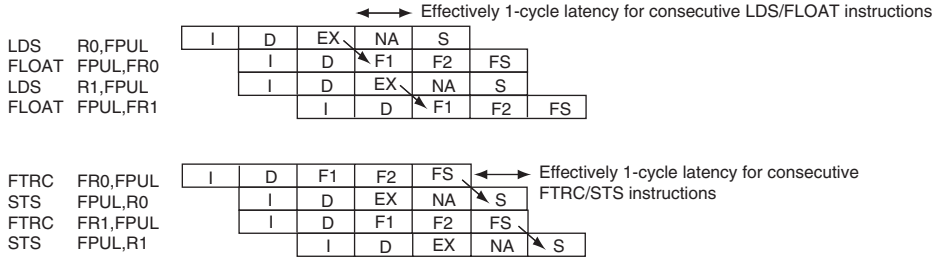 Effectively 1-cycle latency for consecutive LDS/FLOAT instructions
LDS R0,FPUL I D EX NA S
FLOAT FPUL,FR0 I D F1 F2 FS
LDS R1,FPUL I D EX NA S
FLOAT FPUL,FR1 I D F1 F2 FS
Effectively 1-cycle latency for consecutive
FTRC/STS instructions
FTRC FR0,FPUL I D F1 F2 FS
STS FPUL,R0 I D EX NA S
FTRC FR1,FPUL I D F1 F2 FS
STS FPUL,R1 I D EX NA S